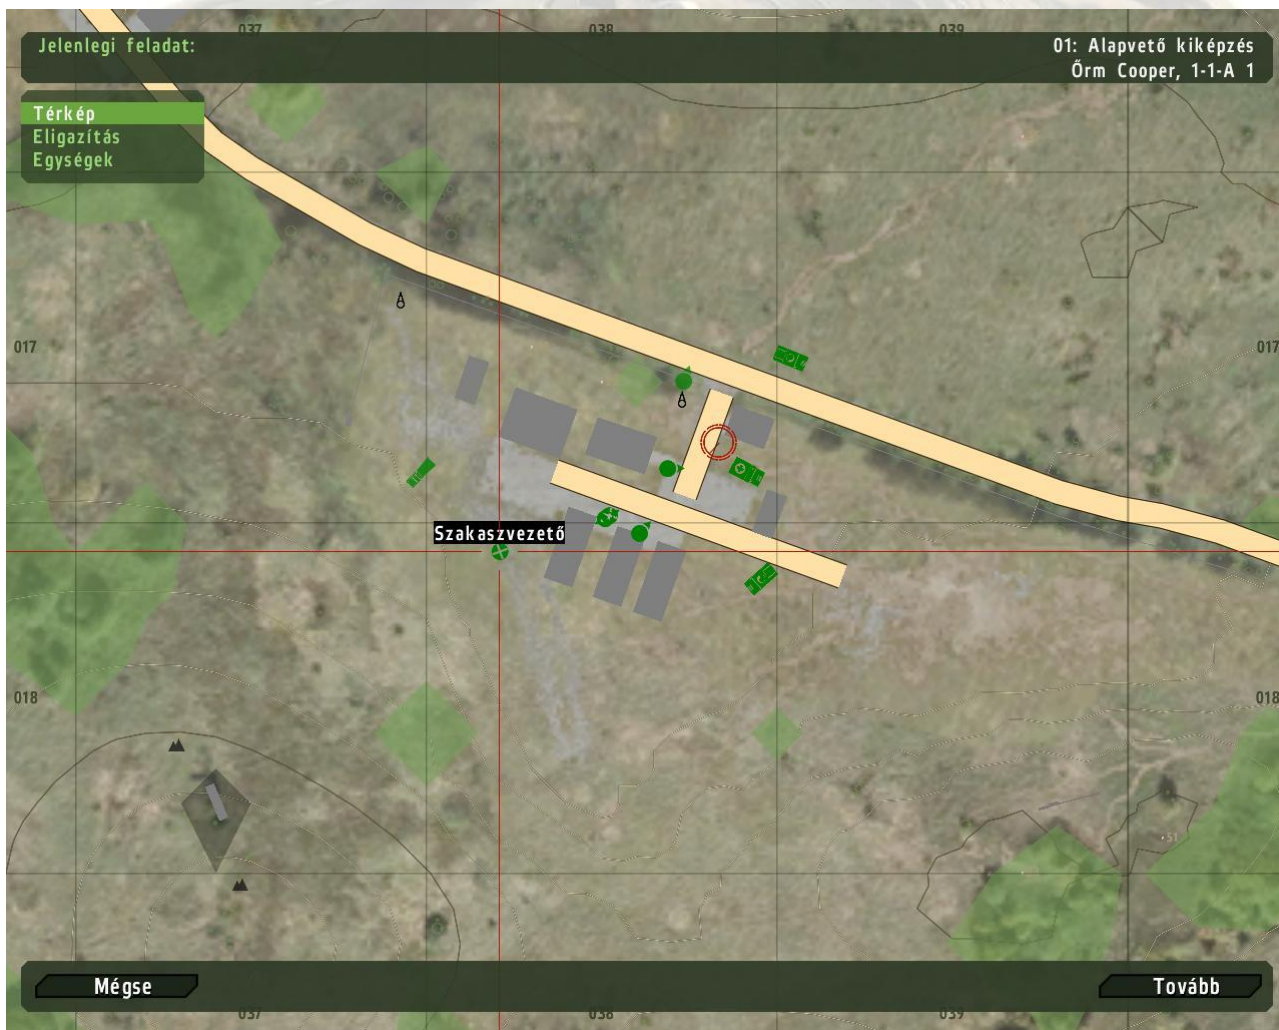 037
038
039
Jelenlegi feladat:
01: Alapvető kiképzés
Őrm Cooper, 1-1-A 1
Térkép
Eligazítás
Egységek
017
017
Szakaszvezető
018
018
51
Mégse
Tovább
037
038
039